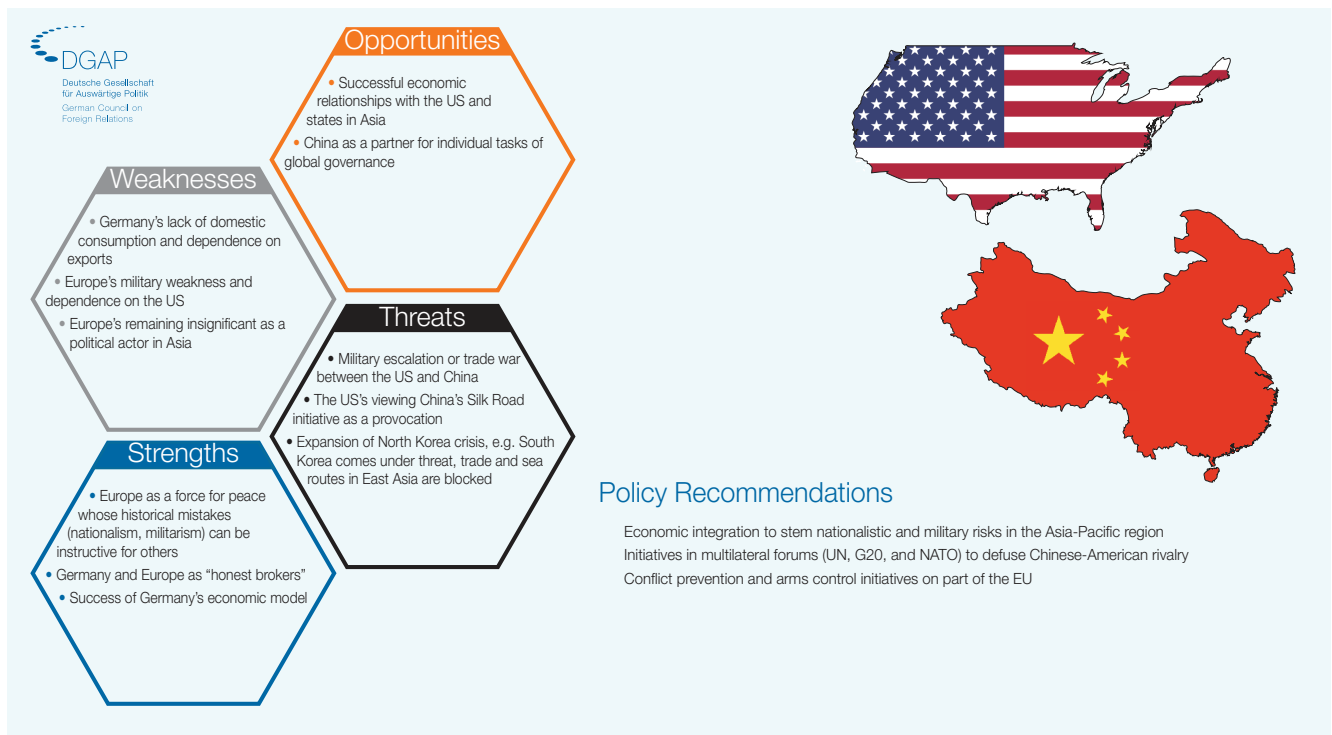 DGAP
Deutsche Gesellschaft
für Auswärtige Politik
German Council on
Foreign Relations
Opportunities
• Successful economic
relationships with the US and
states in Asia
• China as a partner for individual tasks of
global governance
Weaknesses
• Germany’s lack of domestic
consumption and dependence on
exports
• Europe’s military weakness and
dependence on the US
• Europe’s remaining insignificant as a
political actor in Asia
Threats
• Military escalation or trade war
between the US and China
• The US’s viewing China’s Silk Road
initiative as a provocation
• Expansion of North Korea crisis, e.g. South
Korea comes under threat, trade and sea
routes in East Asia are blocked
Strengths
• Europe as a force for peace
whose historical mistakes
(nationalism, militarism) can be
instructive for others
• Germany and Europe as “honest brokers”
• Success of Germany’s economic model
Policy Recommendations
Economic integration to stem nationalistic and military risks in the Asia-Pacific region
Initiatives in multilateral forums (UN, G20, and NATO) to defuse Chinese-American rivalry
Conflict prevention and arms control initiatives on part of the EU